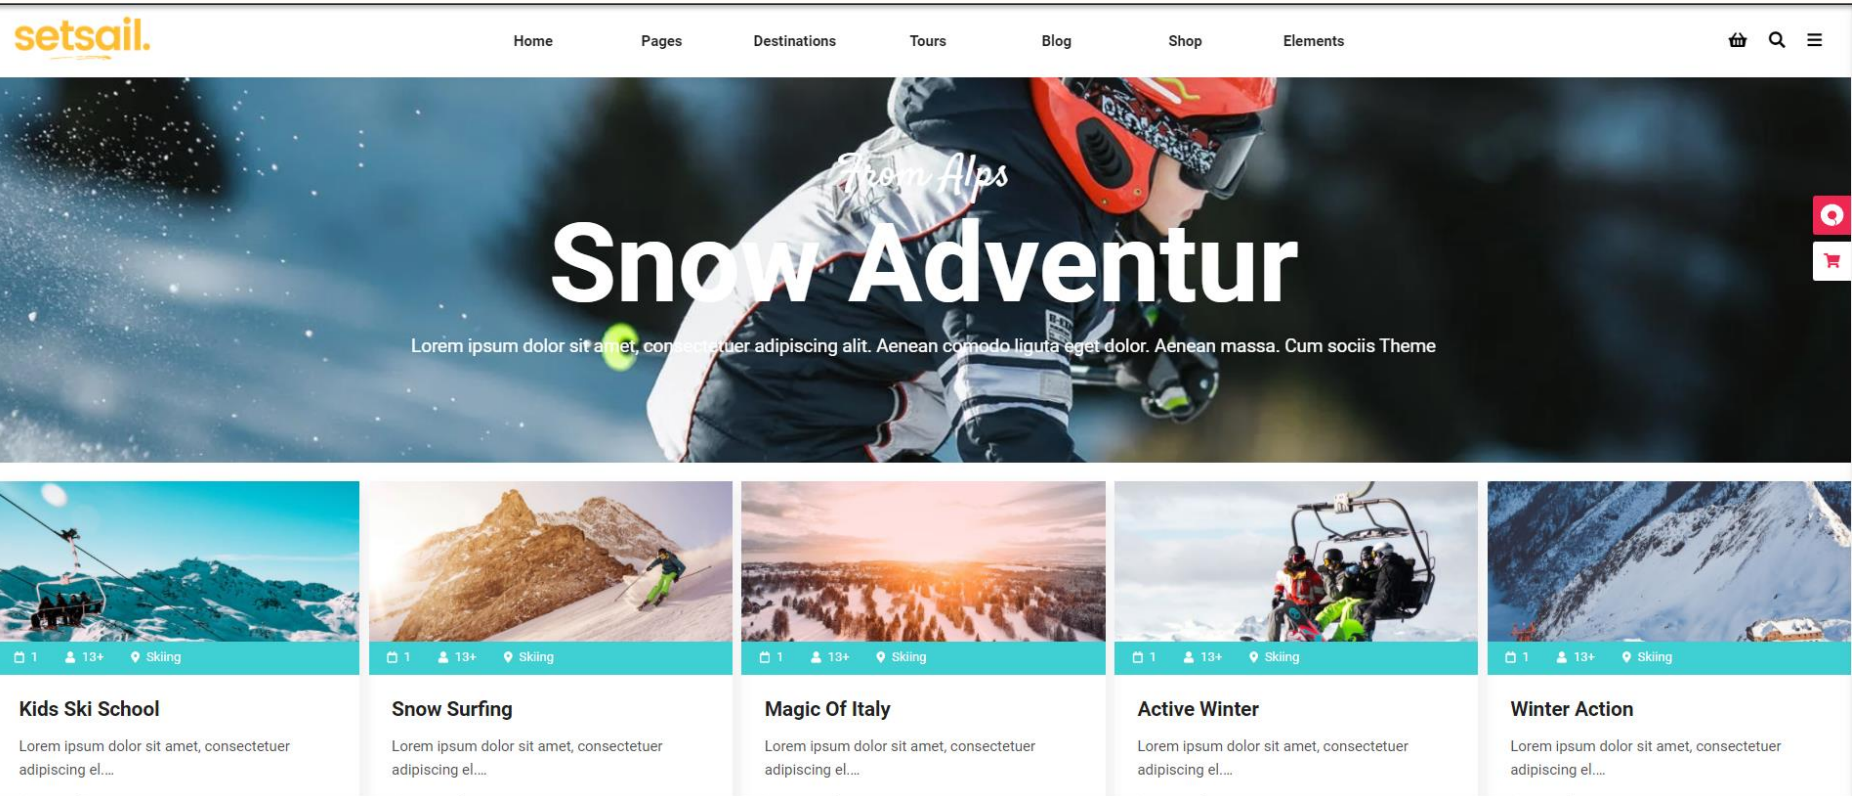 setsail.
Home Pages Destinations Tours Blog Shop Elements
From Alps
Snow Adventur
Lorem ipsum dolor sit amet, consectetuer adipiscing alit. Aenean comodo liguta eget dolor. Aenean massa. Cum sociis Theme
1 13+ Skiing
Kids Ski School
Lorem ipsum dolor sit amet, consectetuer
adipiscing el....
1 13+ Skiing
Snow Surfing
Lorem ipsum dolor sit amet, consectetuer
adipiscing el....
1 13+ Skiing
Magic Of Italy
Lorem ipsum dolor sit amet, consectetuer
adipiscing el....
1 13+ Skiing
Active Winter
Lorem ipsum dolor sit amet, consectetuer
adipiscing el....
1 13+ Skiing
Winter Action
Lorem ipsum dolor sit amet, consectetuer
adipiscing el....